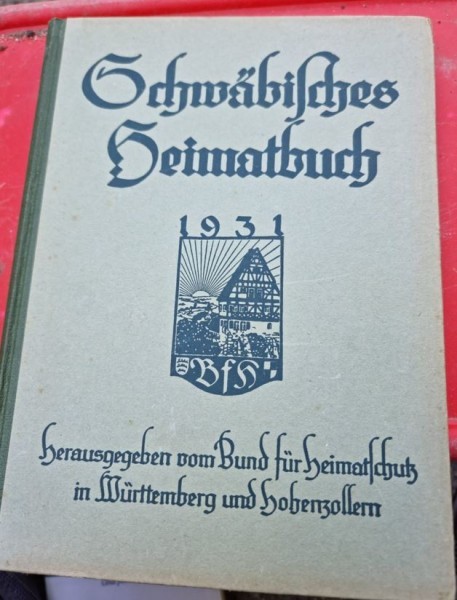 Schwäbiſches
Heimatbuch
1931
BfH
Herausgegeben vom Bund für Heimatſchutz
in Württemberg und Hohenzollern